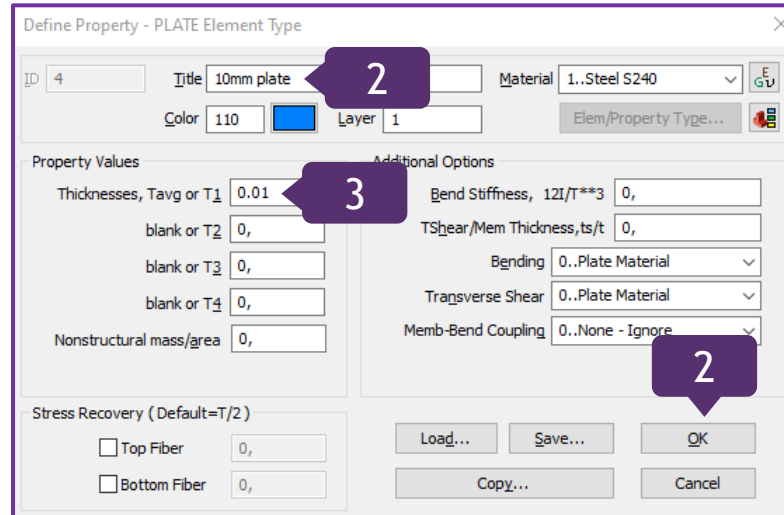 Define Property - PLATE Element Type
ID 4 Title 10mm plate 2 Material 1..Steel S240
Color 110 Layer 1 Elem/Property Type...
Property Values
Thicknesses, Tavg or T1 0.01 3
blank or T2 0,
blank or T3 0,
blank or T4 0,
Nonstructural mass/area 0,
Additional Options
Bend Stiffness, 12I/T**3 0,
TShear/Mem Thickness,ts/t 0,
Bending 0..Plate Material
Transverse Shear 0..Plate Material
Memb-Bend Coupling 0..None - Ignore
2
Stress Recovery ( Default=T/2 )
Top Fiber 0,
Bottom Fiber 0,
Load... Save... OK
Copy... Cancel